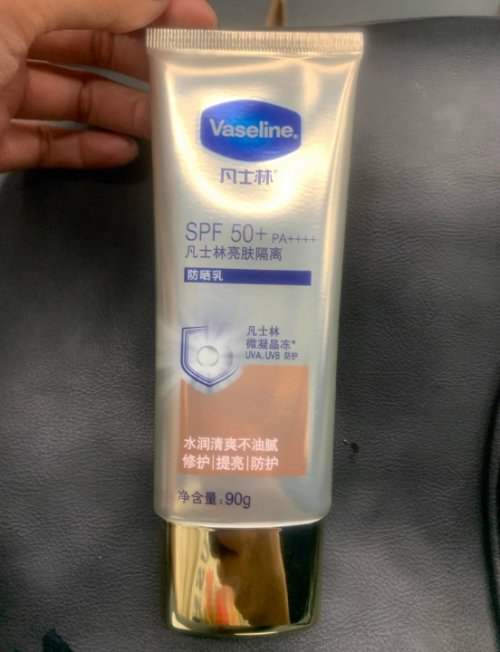 Vaseline®
凡士林®
SPF 50+ PA++++
凡士林亮肤隔离
防晒乳
凡士林
微凝晶冻*
UVA.UVB 防护
水润清爽不油腻
修护|提亮|防护
净含量:90g